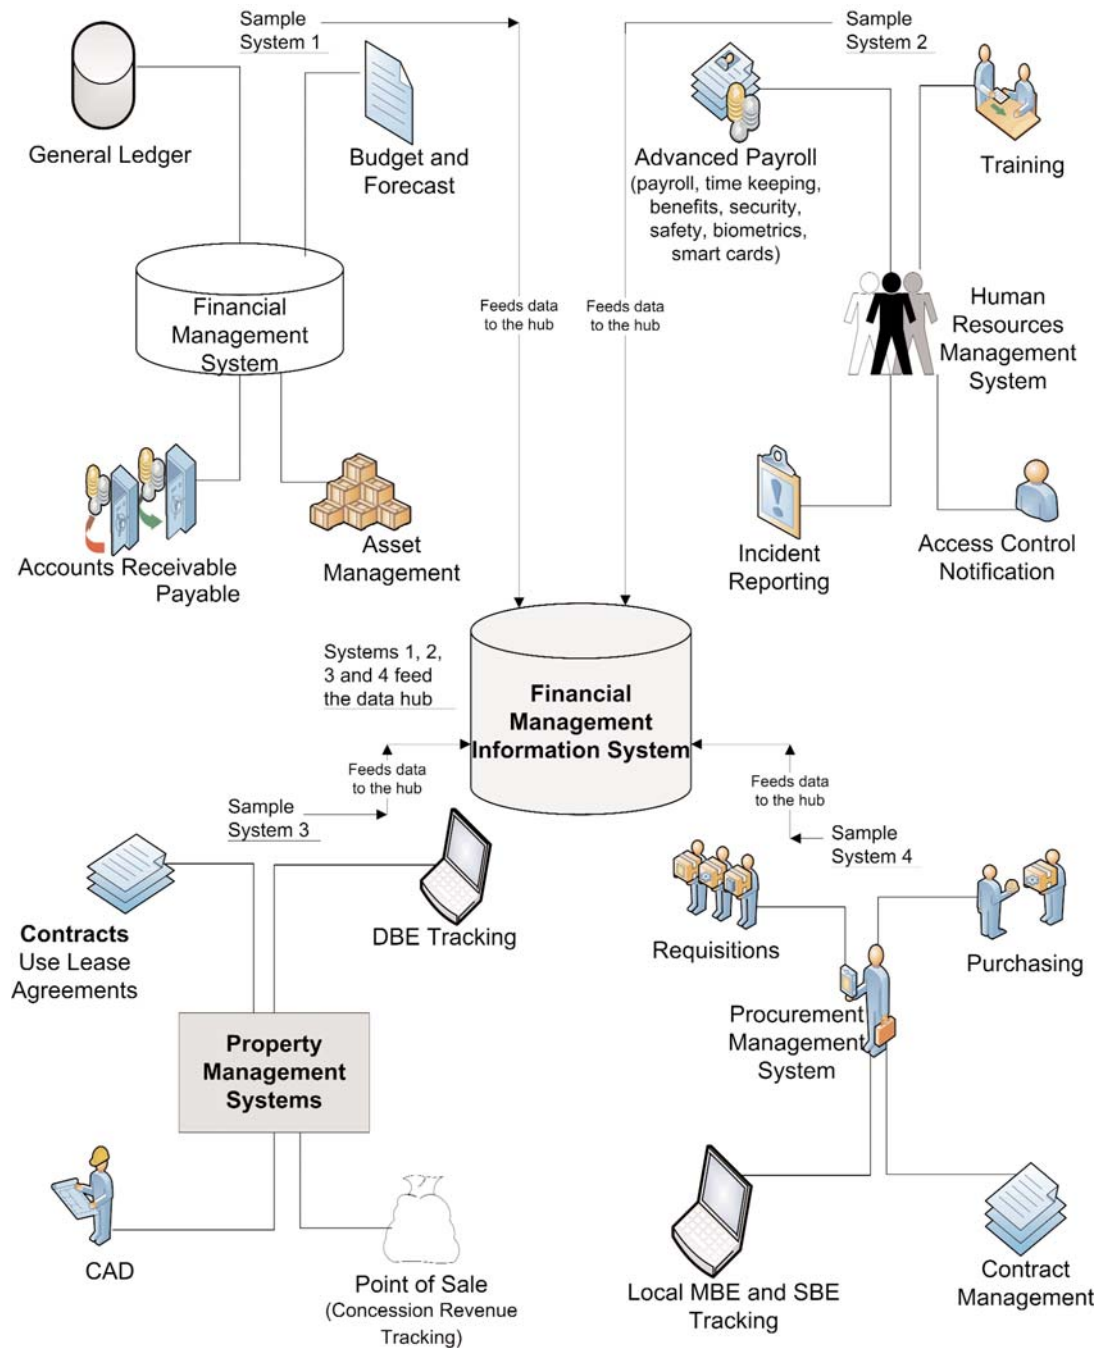 Sample
System 1
Sample
System 2
General Ledger
Budget and
Forecast
Advanced Payroll
(payroll, time keeping,
benefits, security,
safety, biometrics,
smart cards)
Training
Financial
Management
System
Feeds data
to the hub
Feeds data
to the hub
Human
Resources
Management
System
Accounts Receivable
Payable
Asset
Management
Incident
Reporting
Access Control
Notification
Systems 1, 2,
3 and 4 feed
the data hub
Financial
Management
Information System
Feeds data
to the hub
Feeds data
to the hub
Sample
System 3
Sample
System 4
Contracts
Use Lease
Agreements
DBE Tracking
Requisitions
Purchasing
Property
Management
Systems
Procurement
Management
System
CAD
Point of Sale
(Concession Revenue
Tracking)
Local MBE and SBE
Tracking
Contract
Management